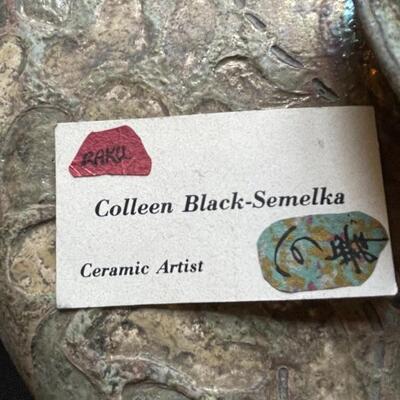 RAKU
Colleen Black-Semelka
Ceramic Artist